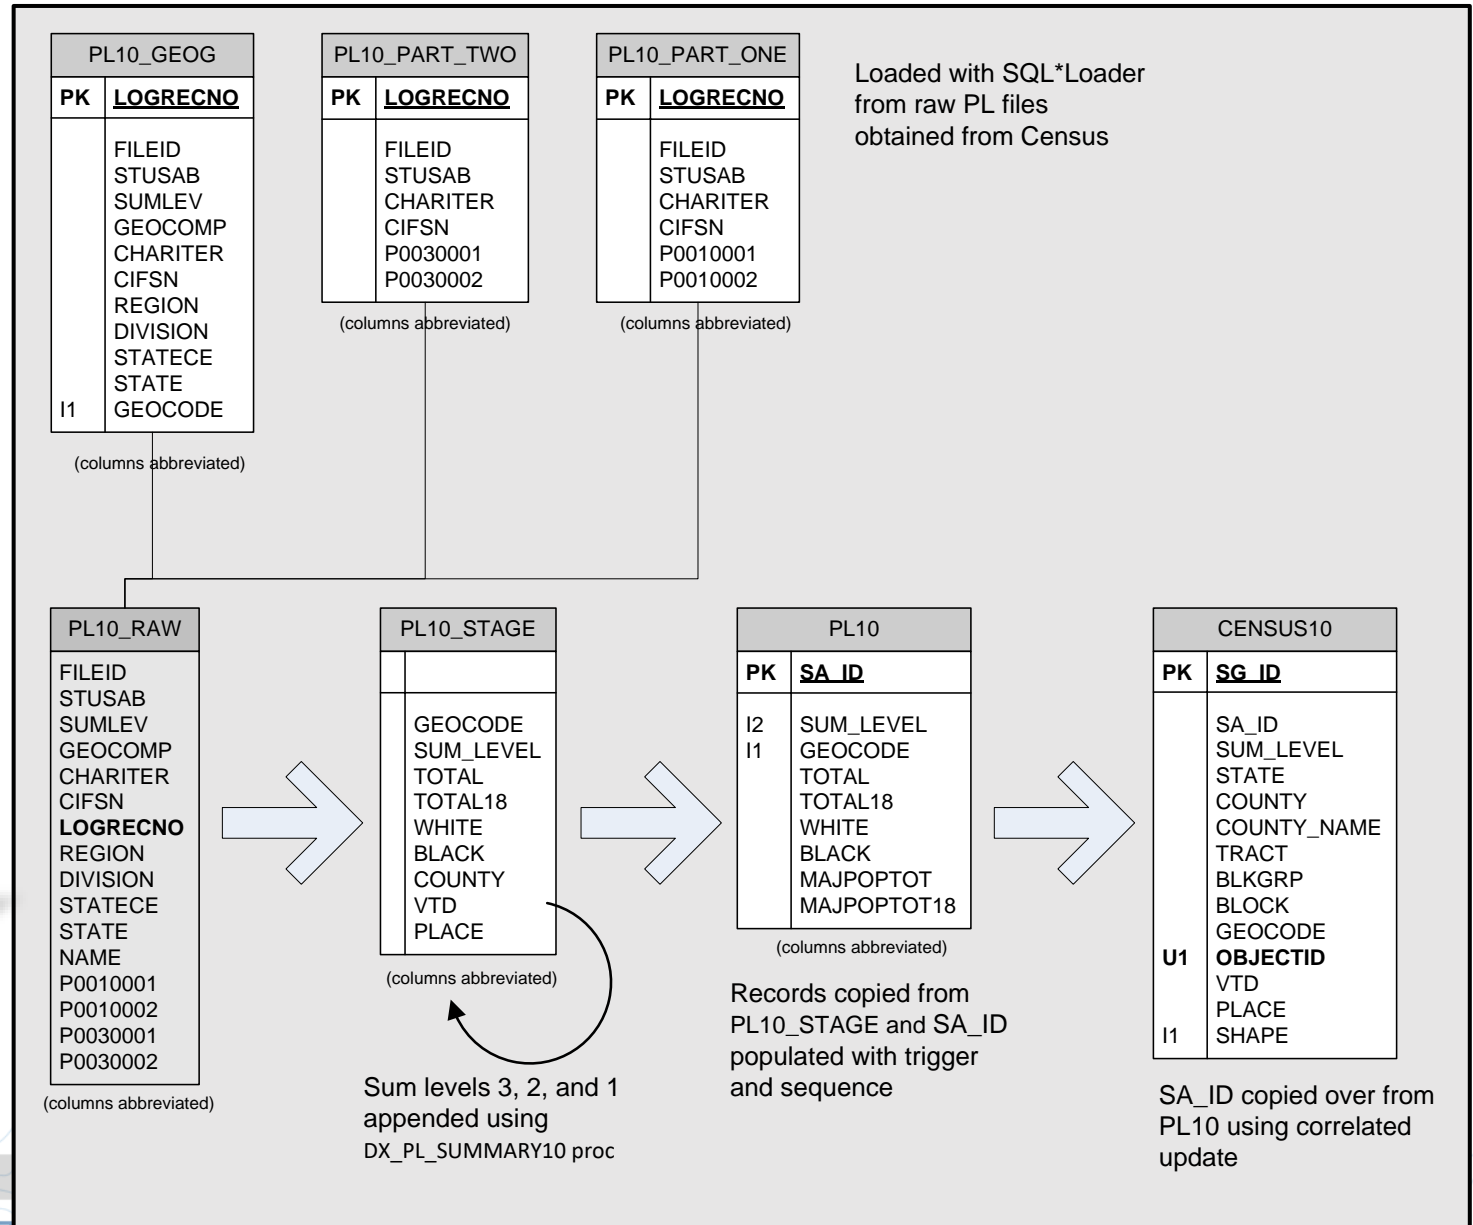 PL10_GEOG
PK LOGRECNO
FILEID
STUSAB
SUMLEV
GEOCOMP
CHARITER
CIFSN
REGION
DIVISION
STATECE
STATE
I1 GEOCODE
(columns abbreviated)
PL10_PART_TWO
PK LOGRECNO
FILEID
STUSAB
CHARITER
CIFSN
P0030001
P0030002
(columns abbreviated)
PL10_PART_ONE
PK LOGRECNO
FILEID
STUSAB
CHARITER
CIFSN
P0010001
P0010002
(columns abbreviated)
Loaded with SQL*Loader
from raw PL files
obtained from Census
PL10_RAW
FILEID
STUSAB
SUMLEV
GEOCOMP
CHARITER
CIFSN
LOGRECNO
REGION
DIVISION
STATECE
STATE
NAME
P0010001
P0010002
P0030001
P0030002
(columns abbreviated)
PL10_STAGE
GEOCODE
SUM_LEVEL
TOTAL
TOTAL18
WHITE
BLACK
COUNTY
VTD
PLACE
(columns abbreviated)
Sum levels 3, 2, and 1
appended using
DX_PL_SUMMARY10 proc
PL10
PK SA_ID
I2 SUM_LEVEL
I1 GEOCODE
TOTAL
TOTAL18
WHITE
BLACK
MAJPOPTOT
MAJPOPTOT18
(columns abbreviated)
Records copied from
PL10_STAGE and SA_ID
populated with trigger
and sequence
CENSUS10
PK SG_ID
SA_ID
SUM_LEVEL
STATE
COUNTY
COUNTY_NAME
TRACT
BLKGRP
BLOCK
GEOCODE
U1 OBJECTID
VTD
PLACE
I1 SHAPE
SA_ID copied over from
PL10 using correlated
update